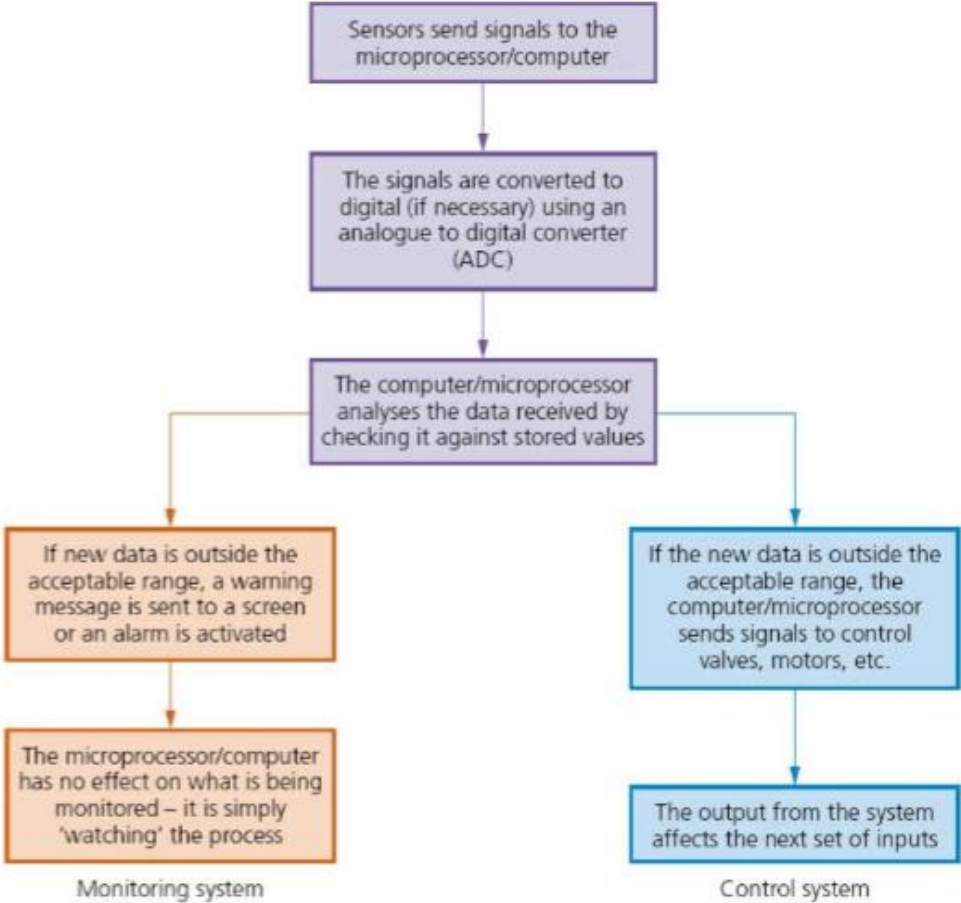 Sensors send signals to the
microprocessor/computer
The signals are converted to
digital (if necessary) using an
analogue to digital converter
(ADC)
The computer/microprocessor
analyses the data received by
checking it against stored values
If new data is outside the
acceptable range, a warning
message is sent to a screen
or an alarm is activated
The microprocessor/computer
has no effect on what is being
monitored – it is simply
‘watching’ the process
Monitoring system
If the new data is outside the
acceptable range, the
computer/microprocessor
sends signals to control
valves, motors, etc.
The output from the system
affects the next set of inputs
Control system